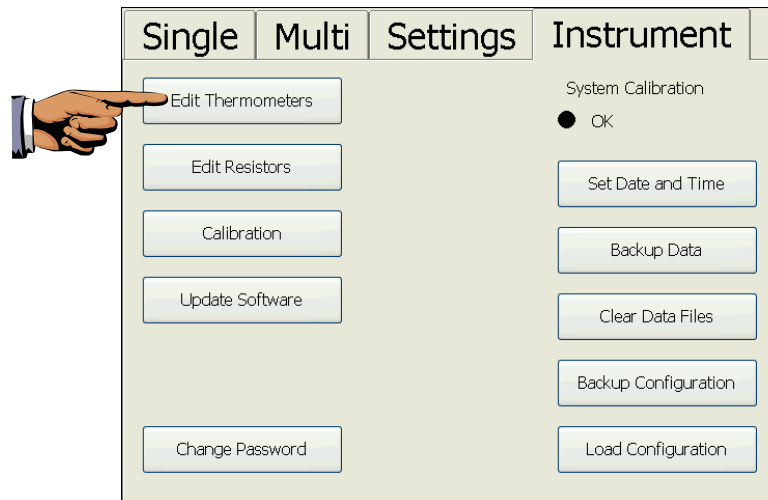 Single Multi Settings Instrument
Edit Thermometers
Edit Resistors
Calibration
Update Software
Change Password
System Calibration
OK
Set Date and Time
Backup Data
Clear Data Files
Backup Configuration
Load Configuration